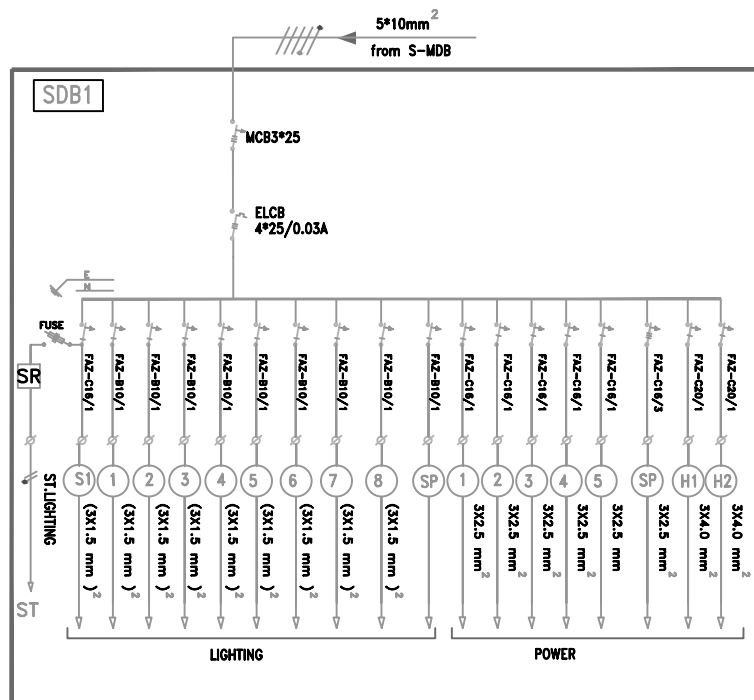 5*10mm²
from S-MDB
SDB1
MCB3*25
ELCB
4*25/0.03A
E
N
FUSE
SR
FAZ-C16/1
FAZ-B10/1
FAZ-B10/1
FAZ-B10/1
FAZ-B10/1
FAZ-B10/1
FAZ-B10/1
FAZ-B10/1
FAZ-B10/1
FAZ-B10/1
FAZ-C16/1
FAZ-C16/1
FAZ-C16/1
FAZ-C16/1
FAZ-C16/1
FAZ-C16/3
FAZ-C20/1
FAZ-C20/1
S1
1
2
3
4
5
6
7
8
SP
1
2
3
4
5
SP
H1
H2
ST.LIGHTING
(3X1.5 mm )²
(3X1.5 mm )²
(3X1.5 mm )²
(3X1.5 mm )²
(3X1.5 mm )²
(3X1.5 mm )²
(3X1.5 mm )²
(3X1.5 mm )²
(3X1.5 mm )²
3X2.5 mm²
3X2.5 mm²
3X2.5 mm²
3X2.5 mm²
3X2.5 mm
3X2.5 mm²
3X4.0 mm²
3X4.0 mm²
ST
LIGHTING
POWER